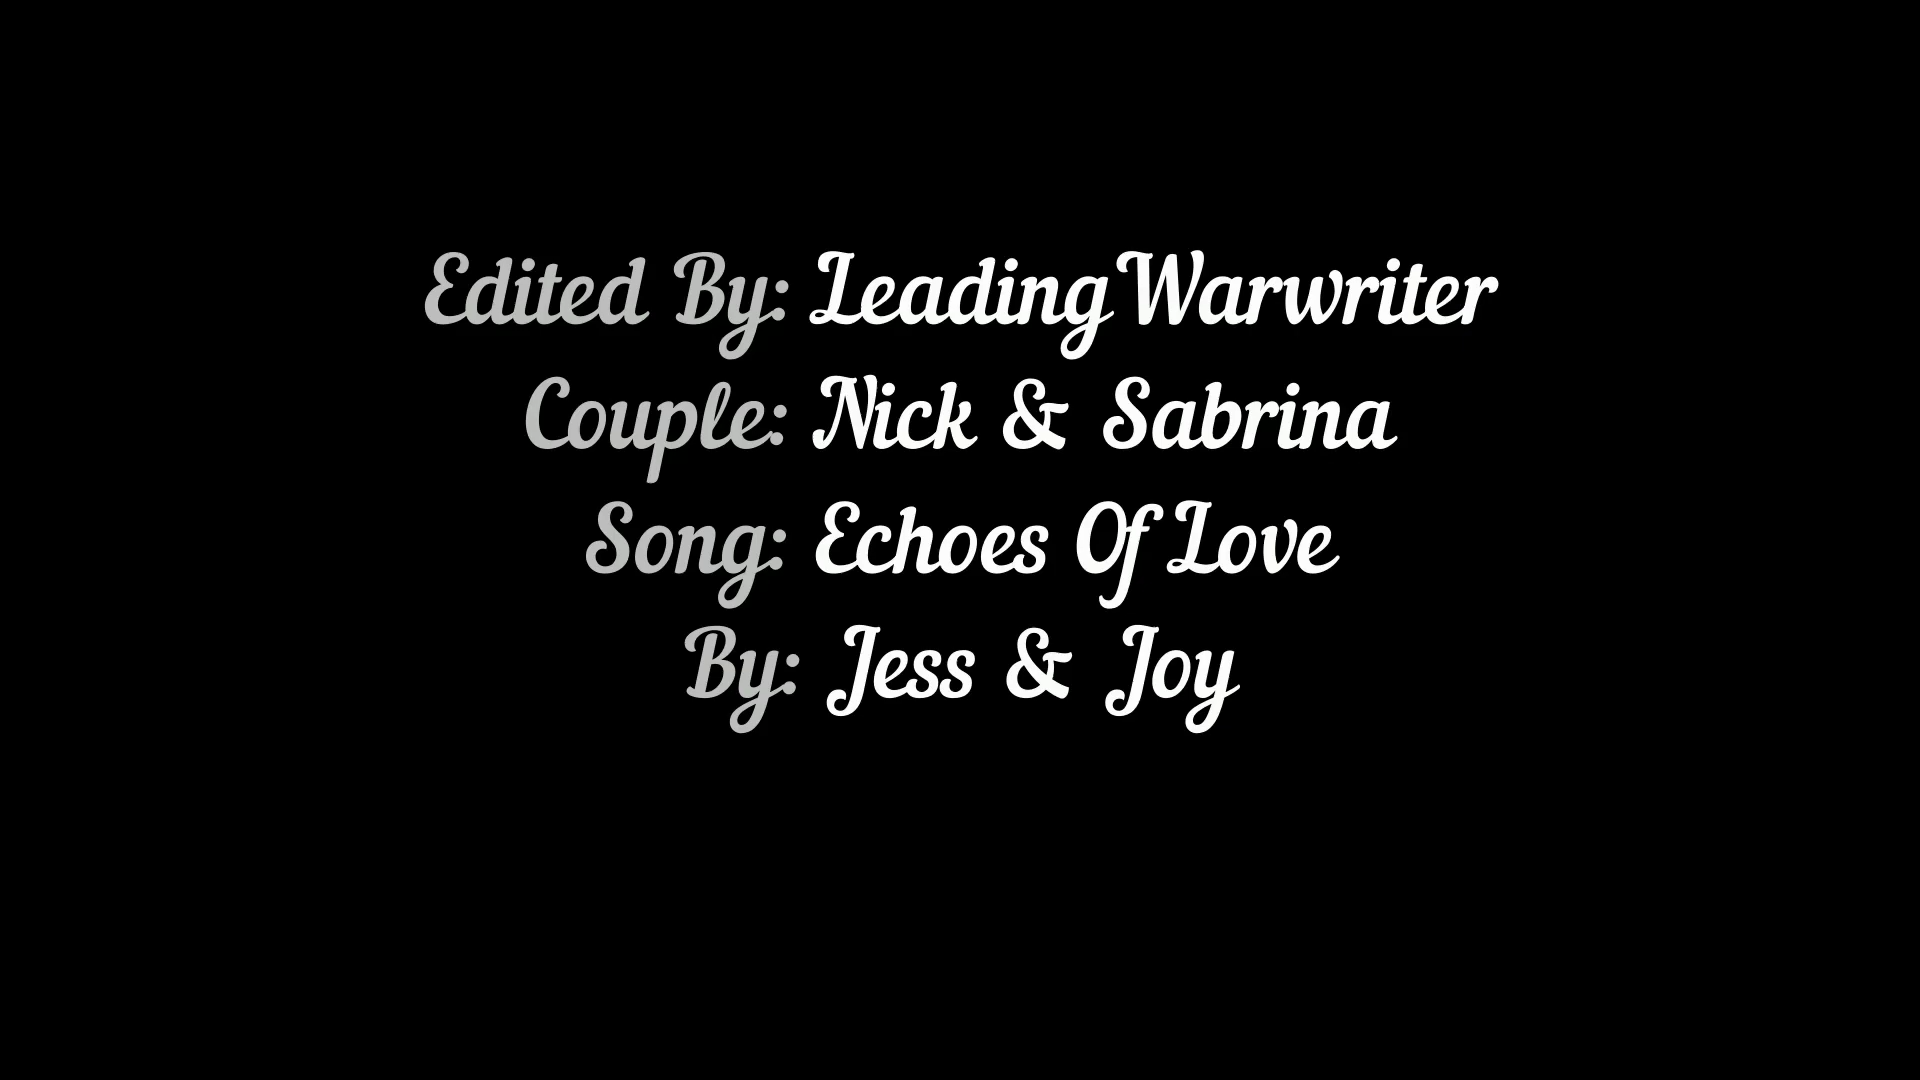 Edited By: LeadingWarwriter
Couple: Nick & Sabrina
Song: Echoes Of Love
By: Jess & Joy